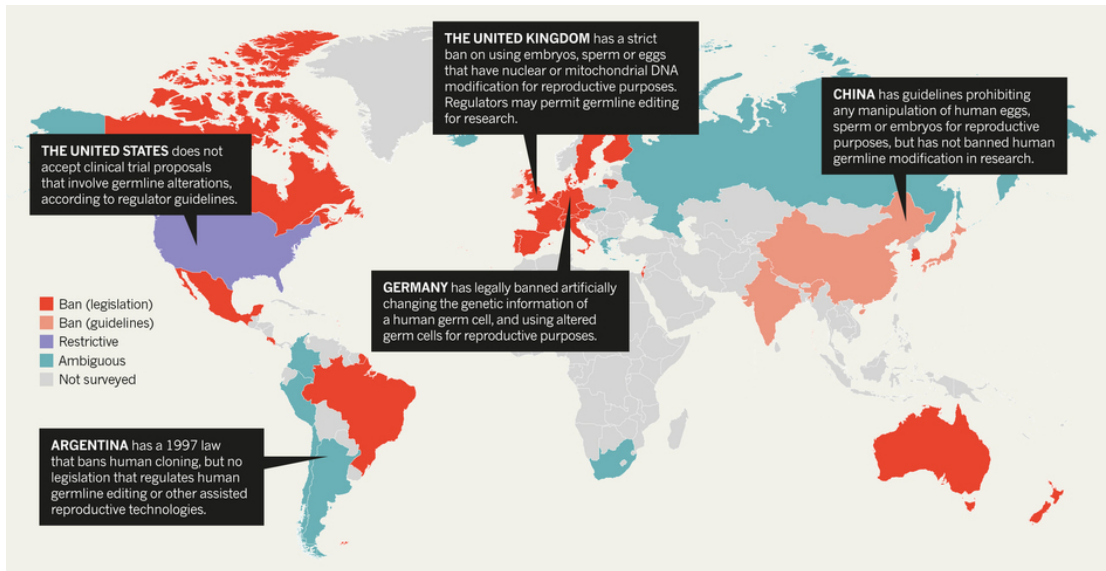 THE UNITED KINGDOM has a strict
ban on using embryos, sperm or eggs
that have nuclear or mitochondrial DNA
modification for reproductive purposes.
Regulators may permit germline editing
for research.
CHINA has guidelines prohibiting
any manipulation of human eggs,
sperm or embryos for reproductive
purposes, but has not banned human
germline modification in research.
THE UNITED STATES does not
accept clinical trial proposals
that involve germline alterations,
according to regulator guidelines.
GERMANY has legally banned artificially
changing the genetic information of
a human germ cell, and using altered
germ cells for reproductive purposes.
Ban (legislation)
Ban (guidelines)
Restrictive
Ambiguous
Not surveyed
ARGENTINA has a 1997 law
that bans human cloning, but no
legislation that regulates human
germline editing or other assisted
reproductive technologies.